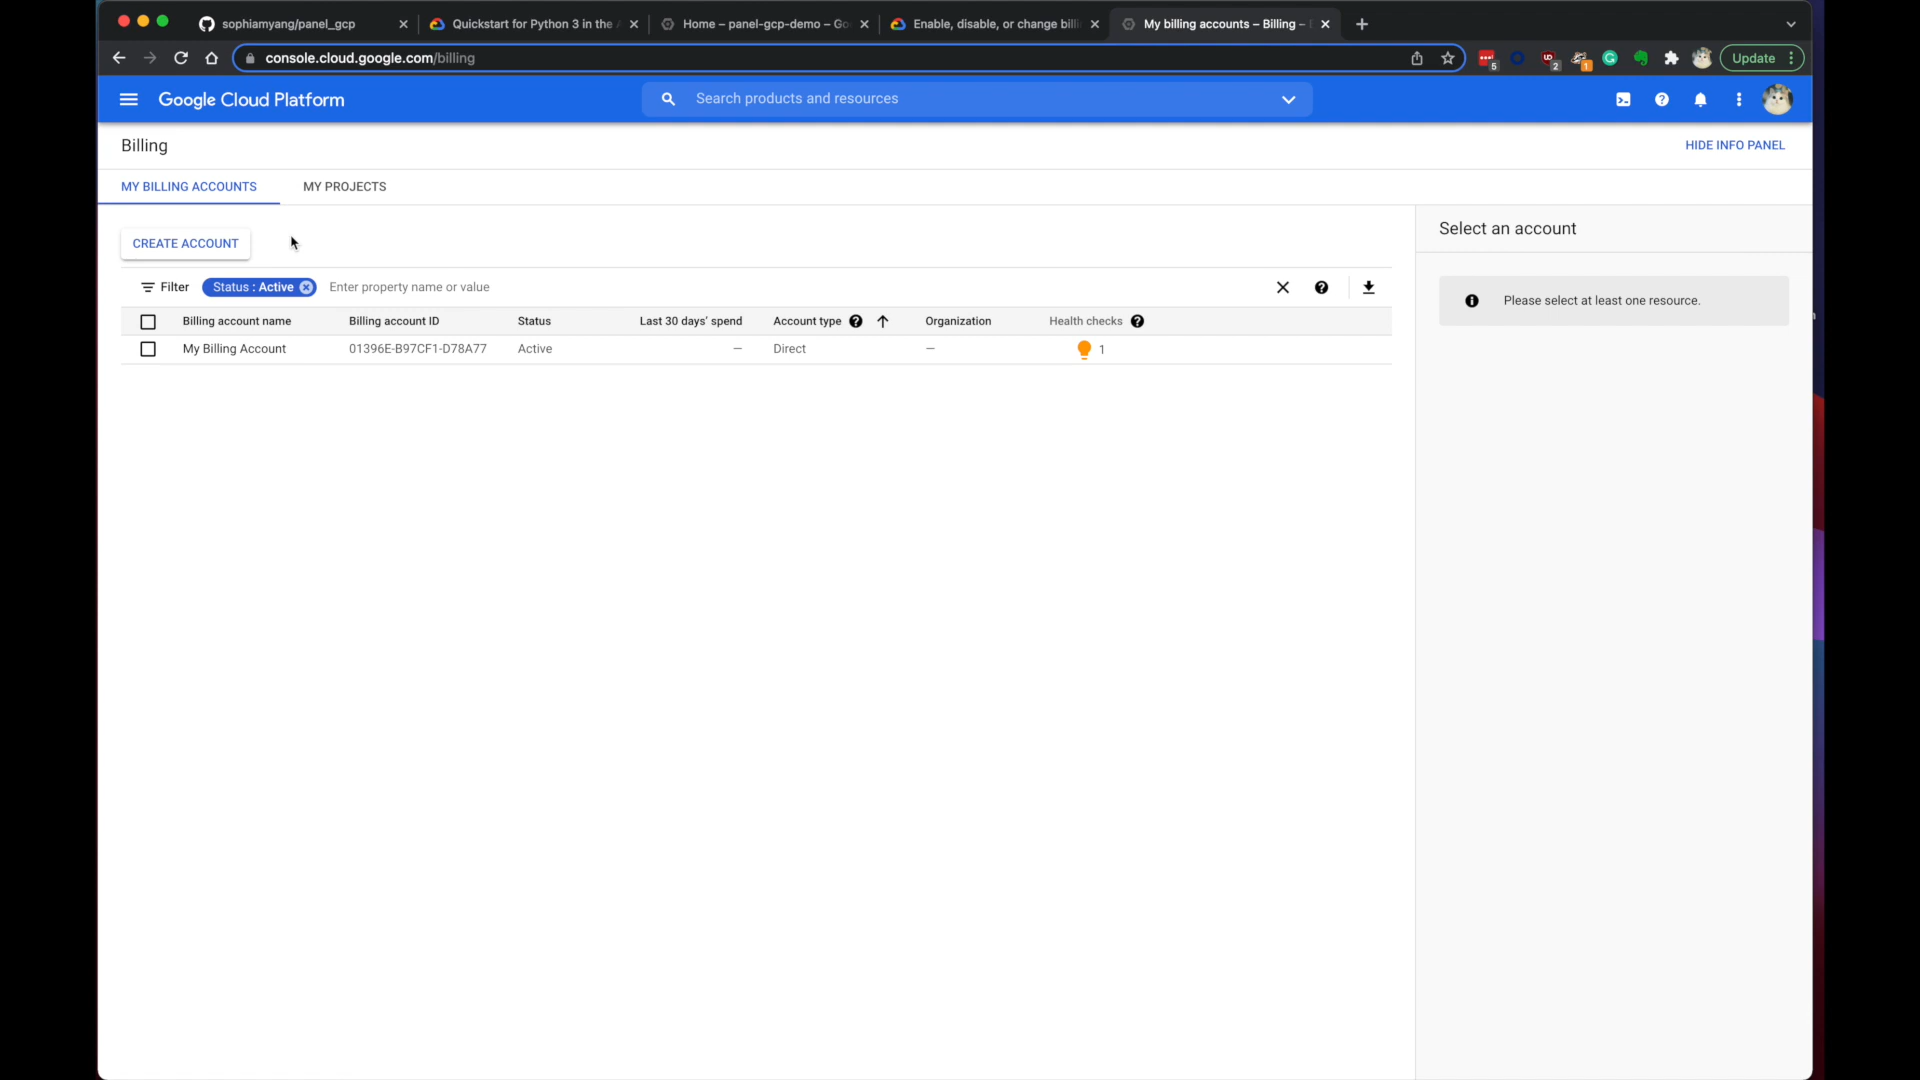 sophiamyang/panel_gcp
Quickstart for Python 3 in the
Home – panel-gcp-demo – Go
Enable, disable, or change billi
My billing accounts – Billing –
console.cloud.google.com/billing
5
UD
2
1
Update
Google Cloud Platform
Search products and resources
Billing
HIDE INFO PANEL
MY BILLING ACCOUNTS
MY PROJECTS
CREATE ACCOUNT
Select an account
Filter
Status : Active
Enter property name or value
Please select at least one resource.
Billing account name
Billing account ID
Status
Last 30 days' spend
Account type
Organization
Health checks
My Billing Account
01396E-B97CF1-D78A77
Active
–
Direct
–
1